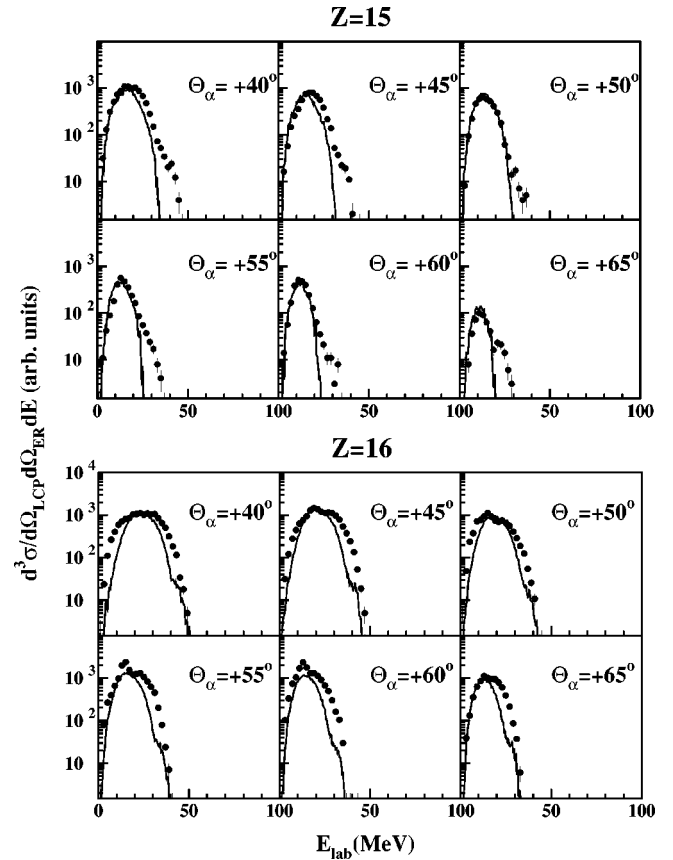 Z=15
10³
10²
10
Θα= +40°
Θα= +45°
Θα= +50°
10³
10²
10
Θα= +55°
Θα= +60°
Θα= +65°
0 50 100 50 100 50 100
d³σ/dΩLCPdΩERdE (arb. units)
Z=16
10⁴
10³
10²
10
Θα=+40°
Θα=+45°
Θα=+50°
10³
10²
10
Θα=+55°
Θα=+60°
Θα=+65°
0 50 100 50 100 50 100
Elab(MeV)